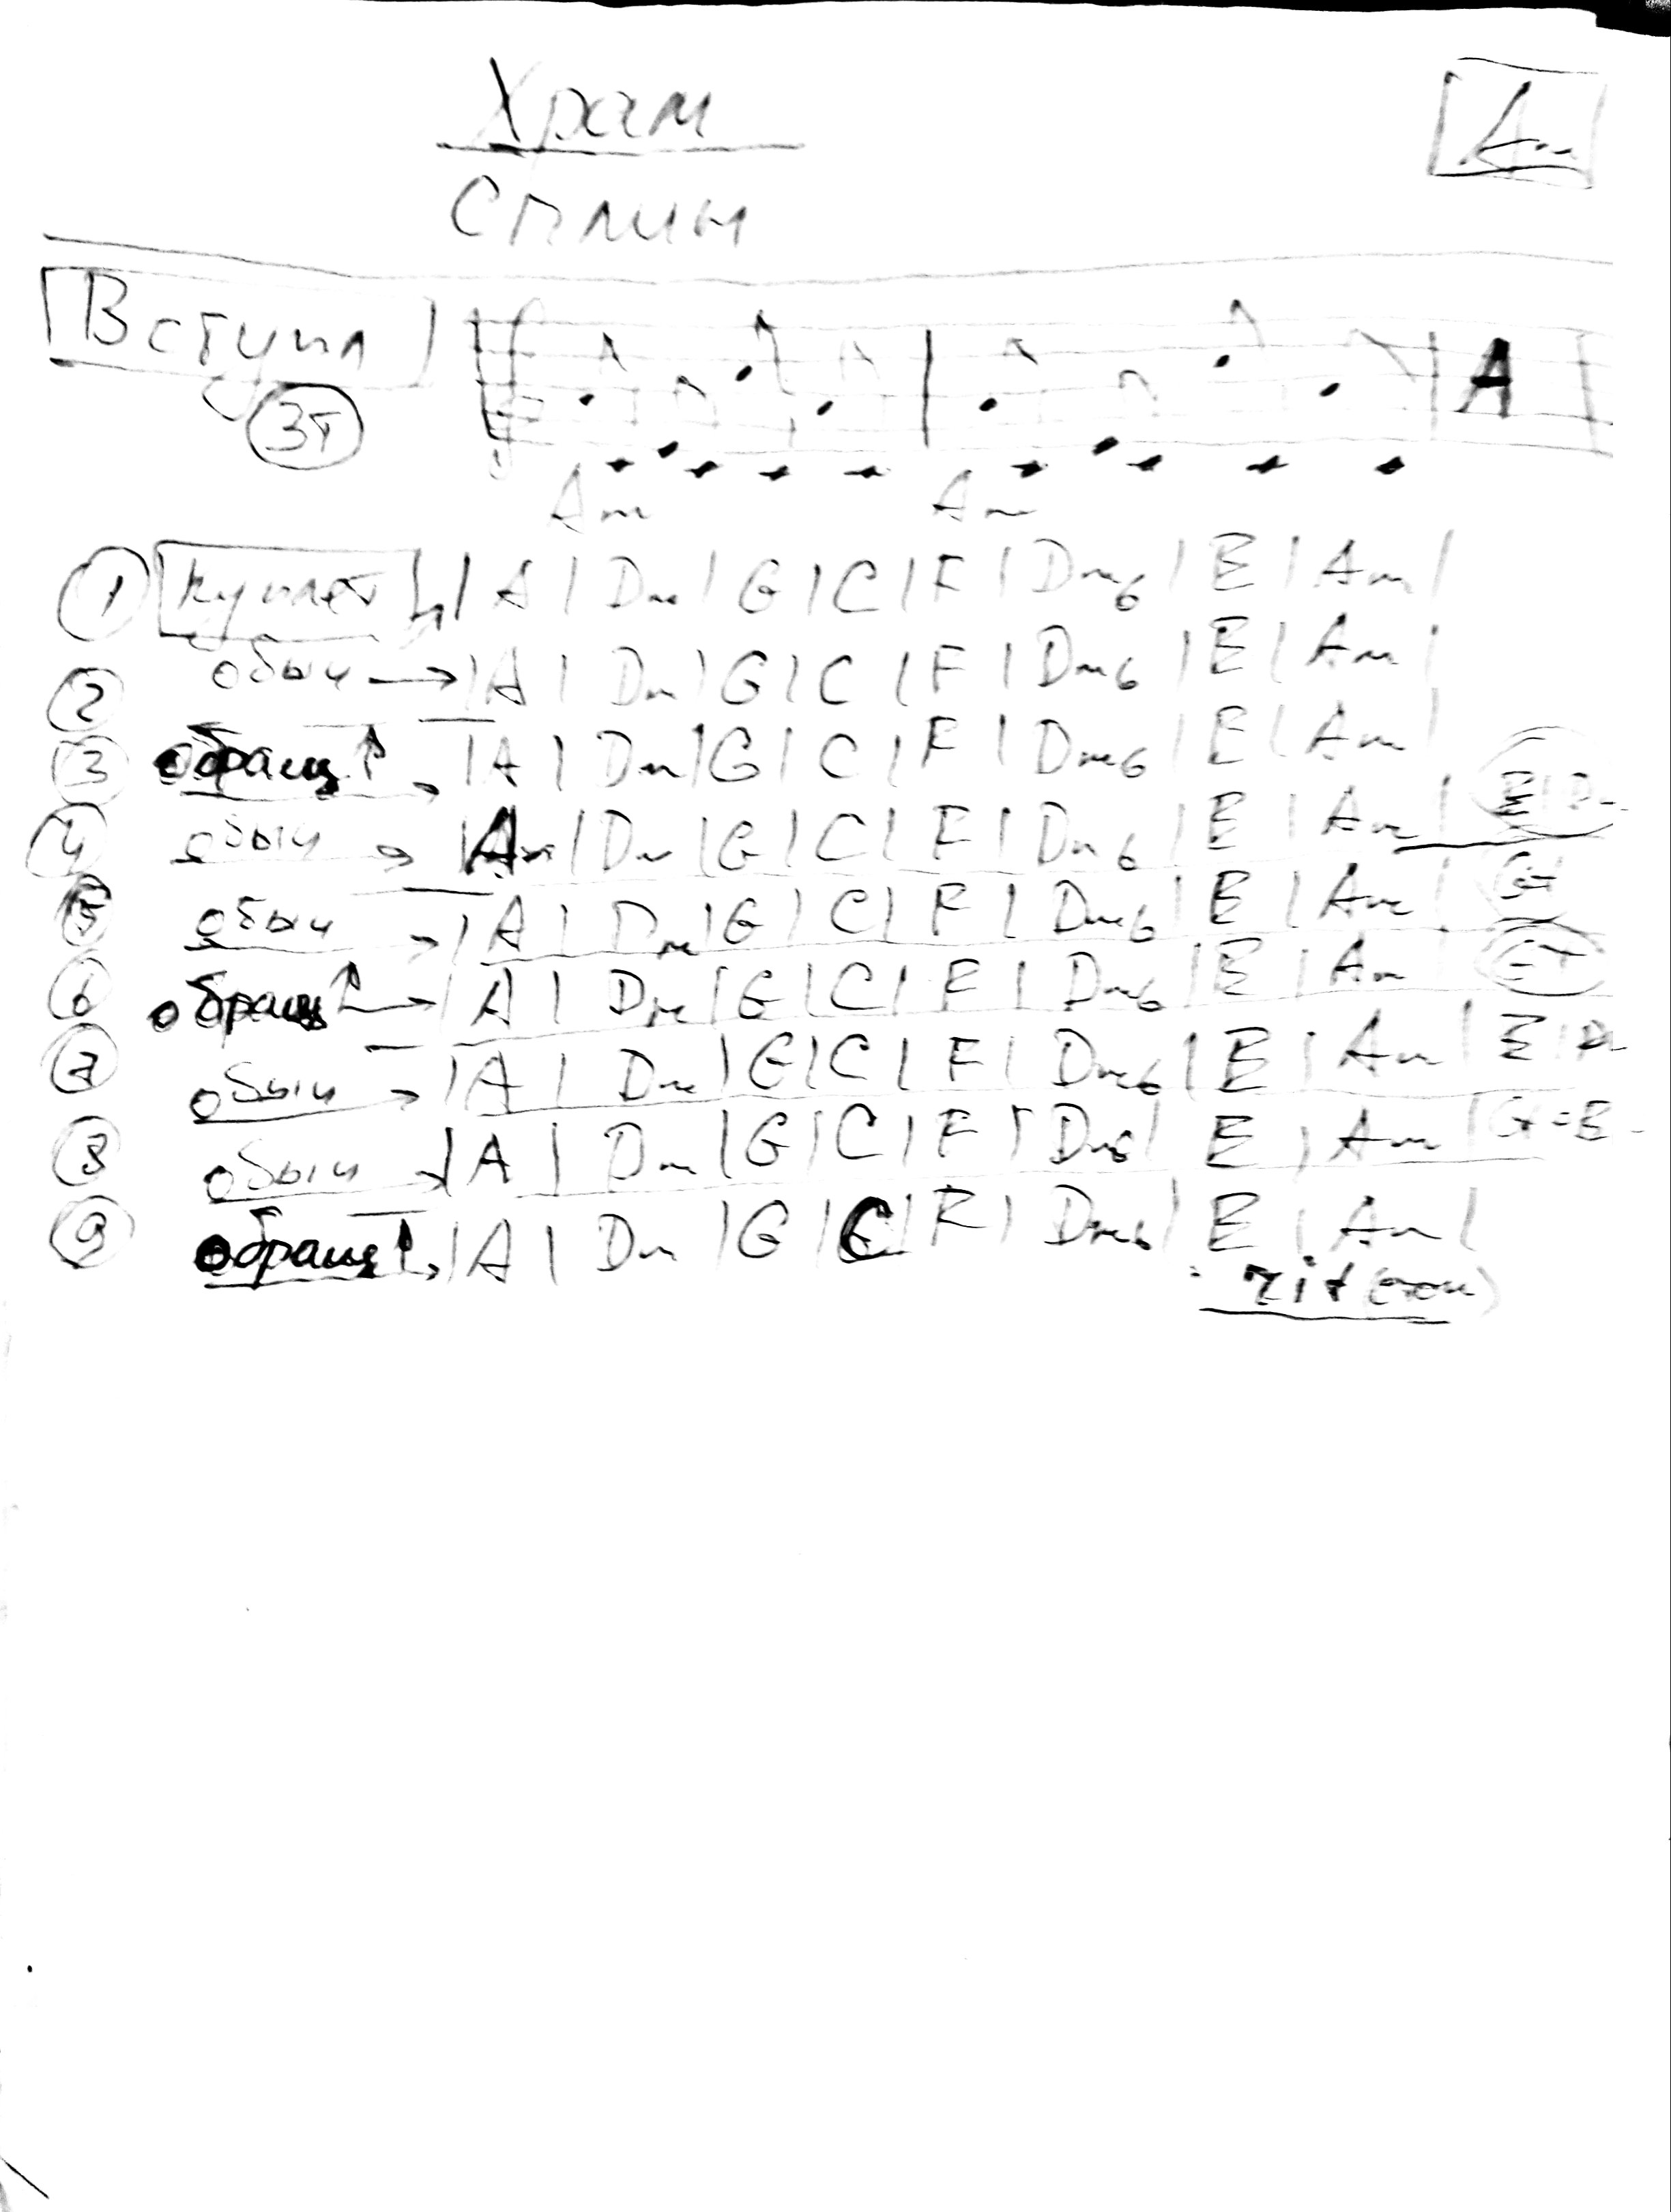 Храм
Am
Сплин
Вступл
3т
A
Am Am
1 Куплет | A | Dm | G | C | F | Dm6 | E | Am |
2 обыч → | A | Dm | G | C | F | Dm6 | E | Am |
3 обращ ↑ → | A | Dm | G | C | F | Dm6 | E | Am |
4 обыч → | Am | Dm | G | C | F | Dm6 | E | Am |
5 обыч → | A | Dm | G | C | F | Dm6 | E | Am |
6 обращ ↑ → | A | Dm | G | C | F | Dm6 | E | Am |
7 обыч → | A | Dm | G | C | F | Dm6 | E | Am |
8 обыч → | A | Dm | G | C | F | Dm6 | E | Am |
9 обращ ↑ → | A | Dm | G | C | F | Dm6 | E | Am |
rit